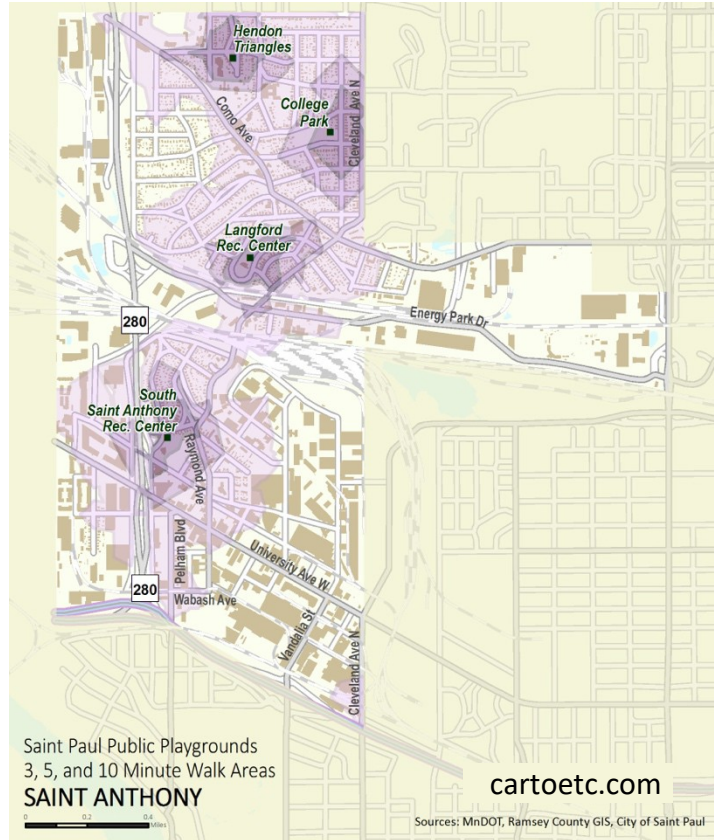 Hendon
Triangles
College
Park
Cleveland Ave N
Como Ave
Langford
Rec. Center
280
Energy Park Dr
South
Saint Anthony
Rec. Center
Raymond Ave
Pelham Blvd
University Ave W
280
Wabash Ave
Vandalia St
Cleveland Ave N
Saint Paul Public Playgrounds
3, 5, and 10 Minute Walk Areas
SAINT ANTHONY
0 0.2 0.4
Miles
cartoetc.com
Sources: MnDOT, Ramsey County GIS, City of Saint Paul